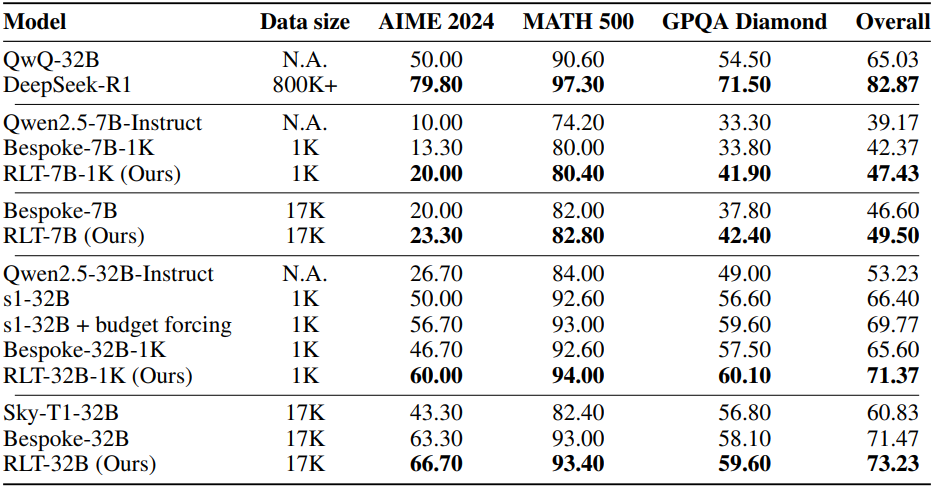 Model Data size AIME 2024 MATH 500 GPQA Diamond Overall
QwQ-32B N.A. 50.00 90.60 54.50 65.03
DeepSeek-R1 800K+ 79.80 97.30 71.50 82.87
Qwen2.5-7B-Instruct N.A. 10.00 74.20 33.30 39.17
Bespoke-7B-1K 1K 13.30 80.00 33.80 42.37
RLT-7B-1K (Ours) 1K 20.00 80.40 41.90 47.43
Bespoke-7B 17K 20.00 82.00 37.80 46.60
RLT-7B (Ours) 17K 23.30 82.80 42.40 49.50
Qwen2.5-32B-Instruct N.A. 26.70 84.00 49.00 53.23
s1-32B 1K 50.00 92.60 56.60 66.40
s1-32B + budget forcing 1K 56.70 93.00 59.60 69.77
Bespoke-32B-1K 1K 46.70 92.60 57.50 65.60
RLT-32B-1K (Ours) 1K 60.00 94.00 60.10 71.37
Sky-T1-32B 17K 43.30 82.40 56.80 60.83
Bespoke-32B 17K 63.30 93.00 58.10 71.47
RLT-32B (Ours) 17K 66.70 93.40 59.60 73.23